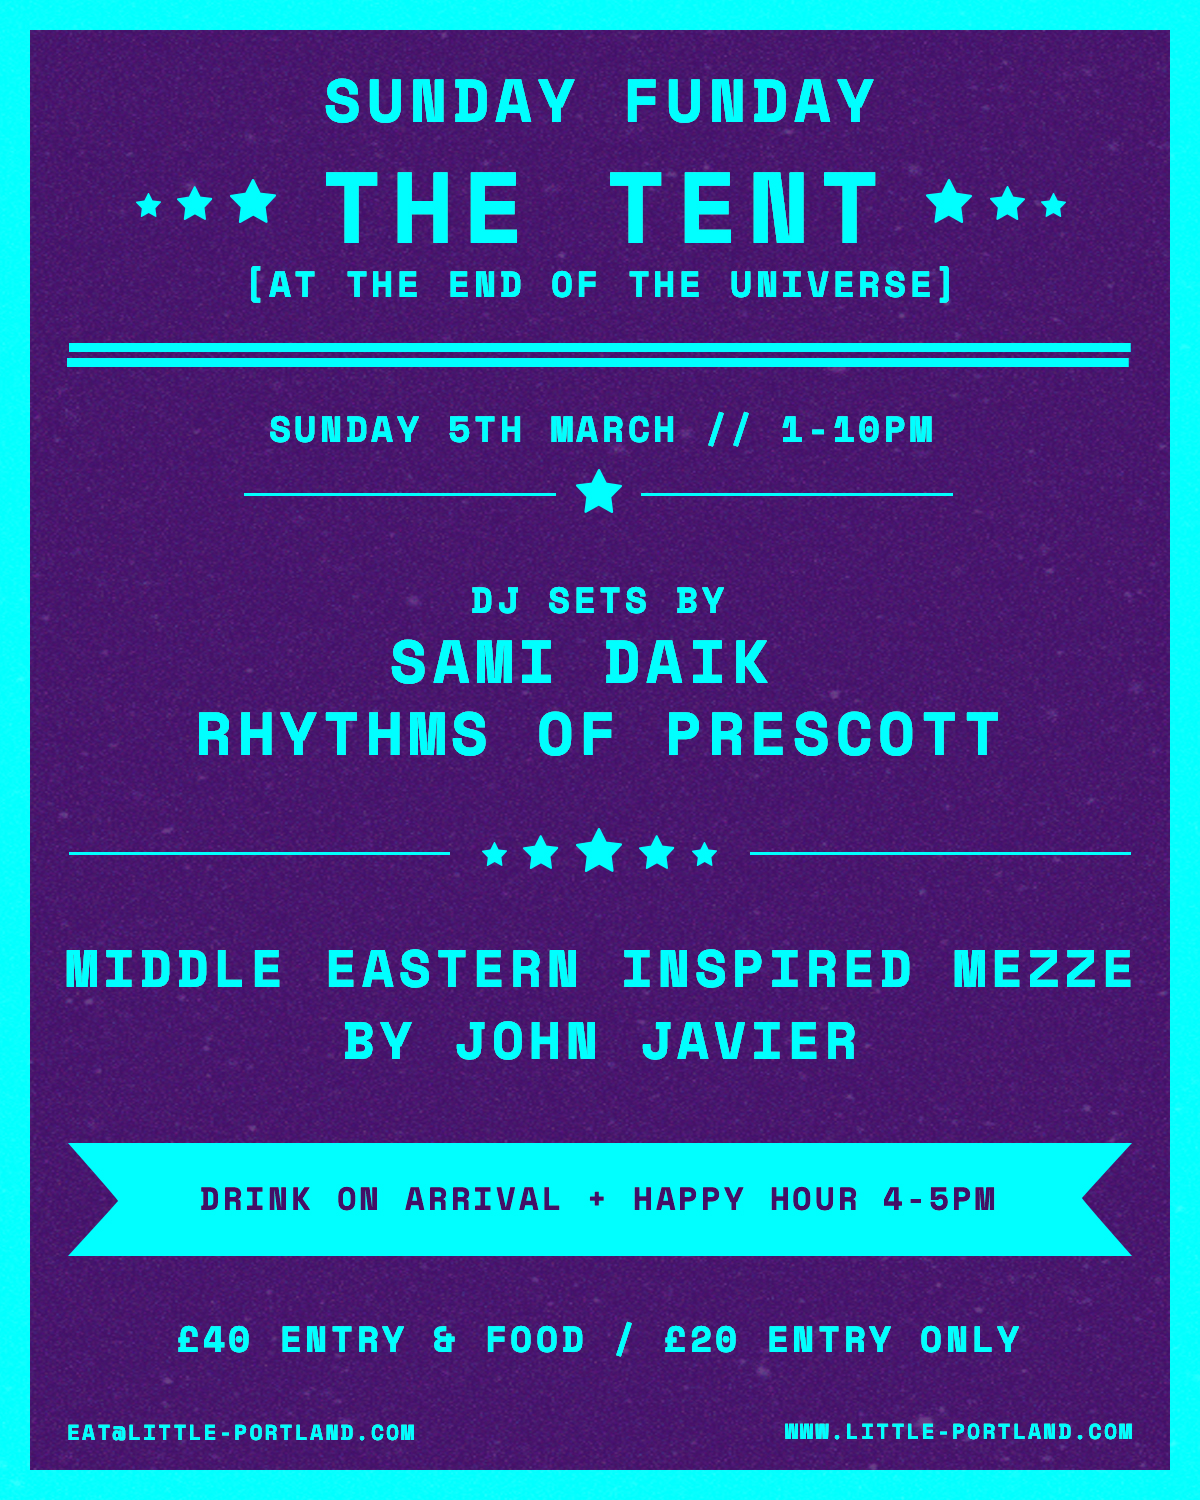 SUNDAY FUNDAY
THE TENT
[AT THE END OF THE UNIVERSE]
SUNDAY 5TH MARCH // 1-10PM
DJ SETS BY
SAMI DAIK
RHYTHMS OF PRESCOTT
MIDDLE EASTERN INSPIRED MEZZE
BY JOHN JAVIER
DRINK ON ARRIVAL + HAPPY HOUR 4-5PM
£40 ENTRY & FOOD / £20 ENTRY ONLY
EAT@LITTLE-PORTLAND.COM
WWW.LITTLE-PORTLAND.COM